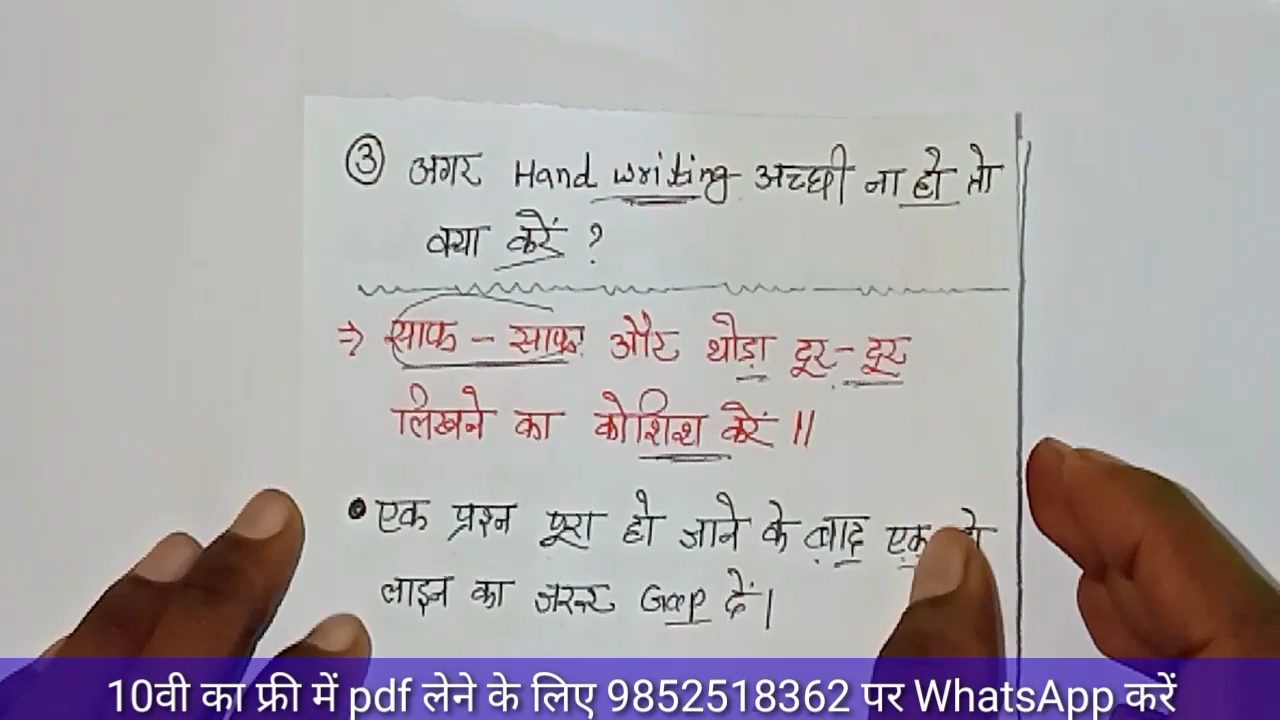 ③ अगर Hand writing अच्छी ना हो तो
क्या करें ?
⇒ साफ - साफ और थोड़ा दूर - दूर
लिखने का कोशिश करें ॥
• एक प्रश्न पूरा हो जाने के बाद एक
लाइन का जरूर Gap दें।
10वी का फ्री में pdf लेने के लिए 9852518362 पर WhatsApp करें